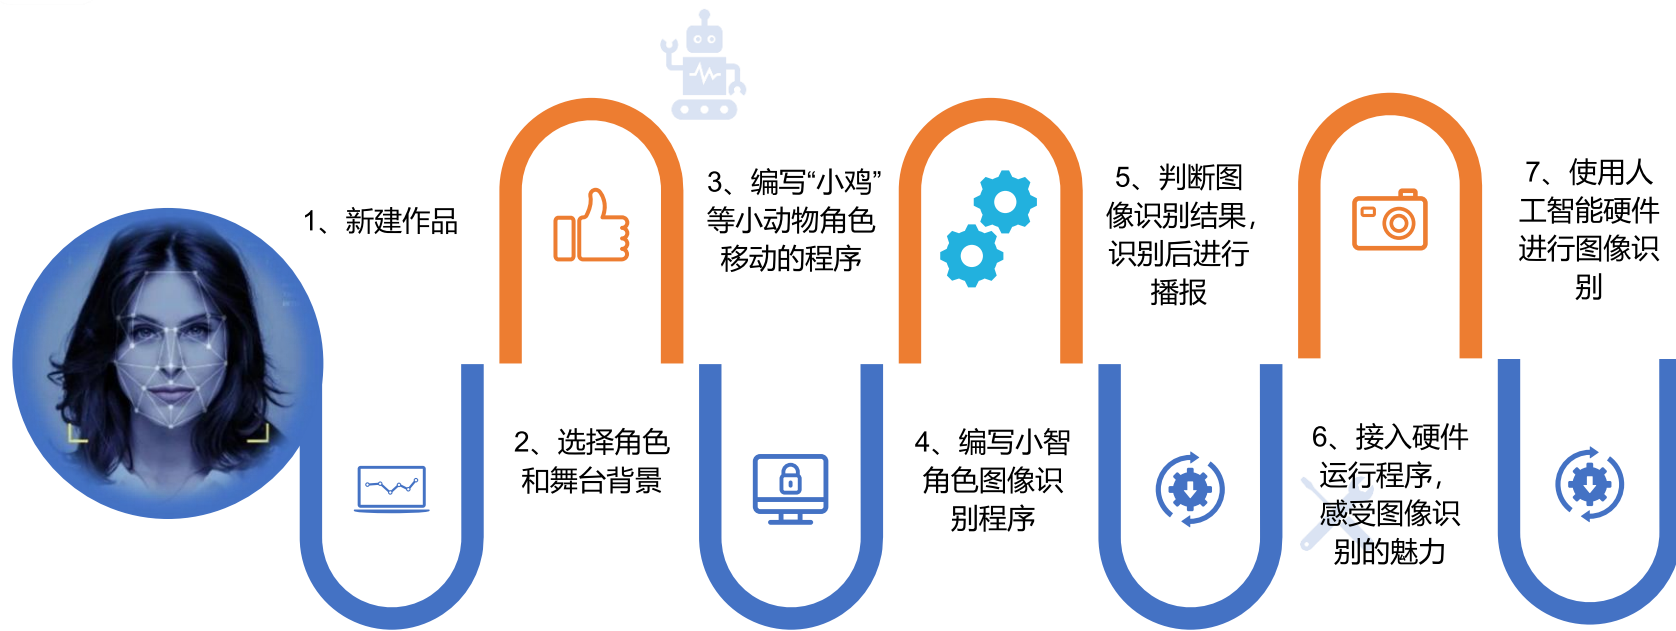 1、新建作品
2、选择角色
和舞台背景
3、编写“小鸡”
等小动物角色
移动的程序
4、编写小智
角色图像识
别程序
5、判断图
像识别结果，
识别后进行
播报
6、接入硬件
运行程序，
感受图像识
别的魅力
7、使用人
工智能硬件
进行图像识
别